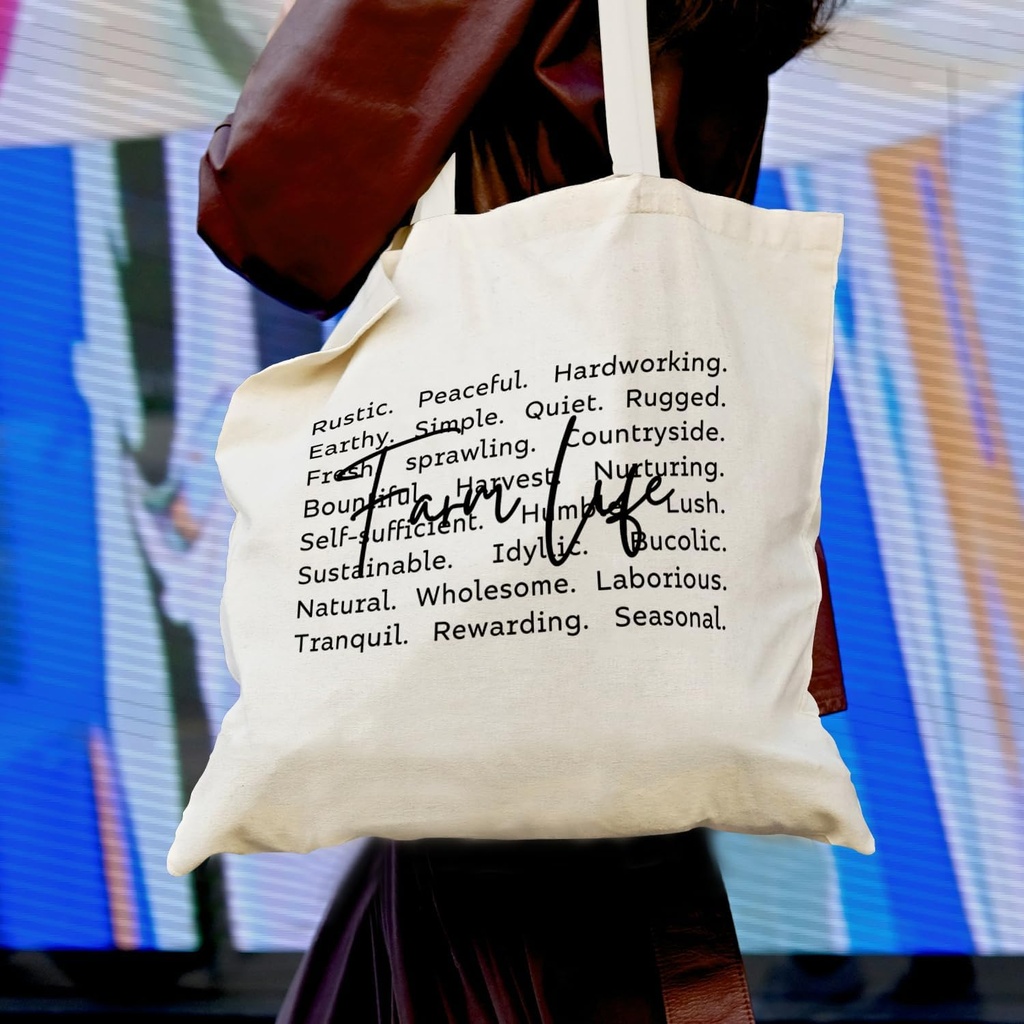 Rustic. Peaceful. Hardworking.
Earthy. Simple. Quiet. Rugged.
Fresh. sprawling. Countryside.
Bountiful. Harvest. Nurturing.
Self-sufficient. Humble. Lush.
Sustainable. Idyllic. Bucolic.
Natural. Wholesome. Laborious.
Tranquil. Rewarding. Seasonal.
Farm Life